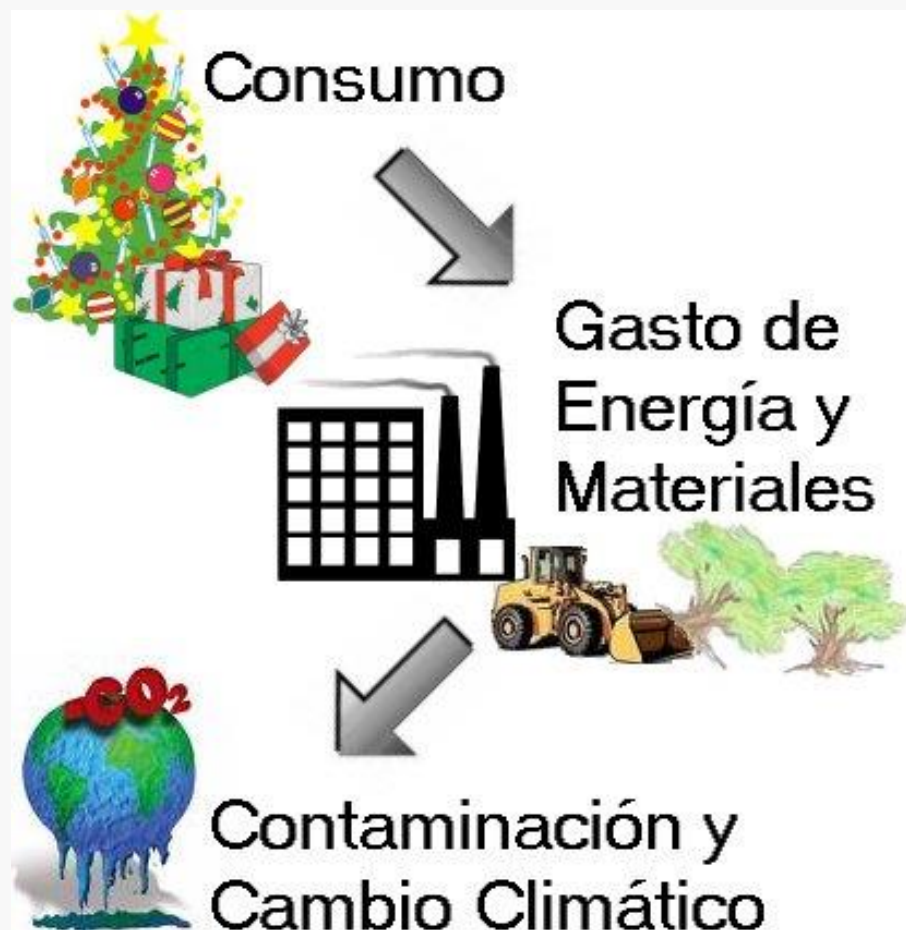 Consumo
Gasto de
Energía y
Materiales
CO₂
Contaminación y
Cambio Climático